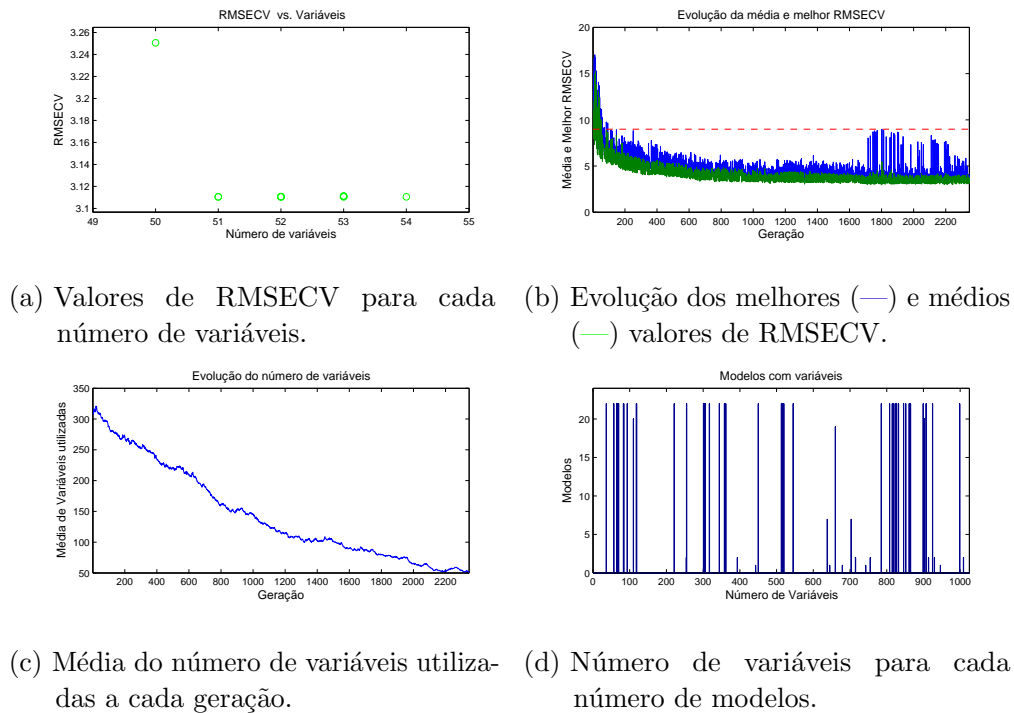 RMSECV vs. Variáveis
3.26
3.24
3.22
3.2
3.18
3.16
3.14
3.12
3.1
RMSECV
49 50 51 52 53 54 55
Número de variáveis
(a) Valores de RMSECV para cada
número de variáveis.
Evolução da média e melhor RMSECV
20
15
10
5
0
Média e Melhor RMSECV
200 400 600 800 1000 1200 1400 1600 1800 2000 2200
Geração
(b) Evolução dos melhores (—) e médios
(—) valores de RMSECV.
Evolução do número de variáveis
350
300
250
200
150
100
50
Média de Variáveis utilizadas
200 400 600 800 1000 1200 1400 1600 1800 2000 2200
Geração
(c) Média do número de variáveis utiliza-
das a cada geração.
Modelos com variáveis
20
15
10
5
0
Modelos
0 100 200 300 400 500 600 700 800 900 1000
Número de Variáveis
(d) Número de variáveis para cada
número de modelos.